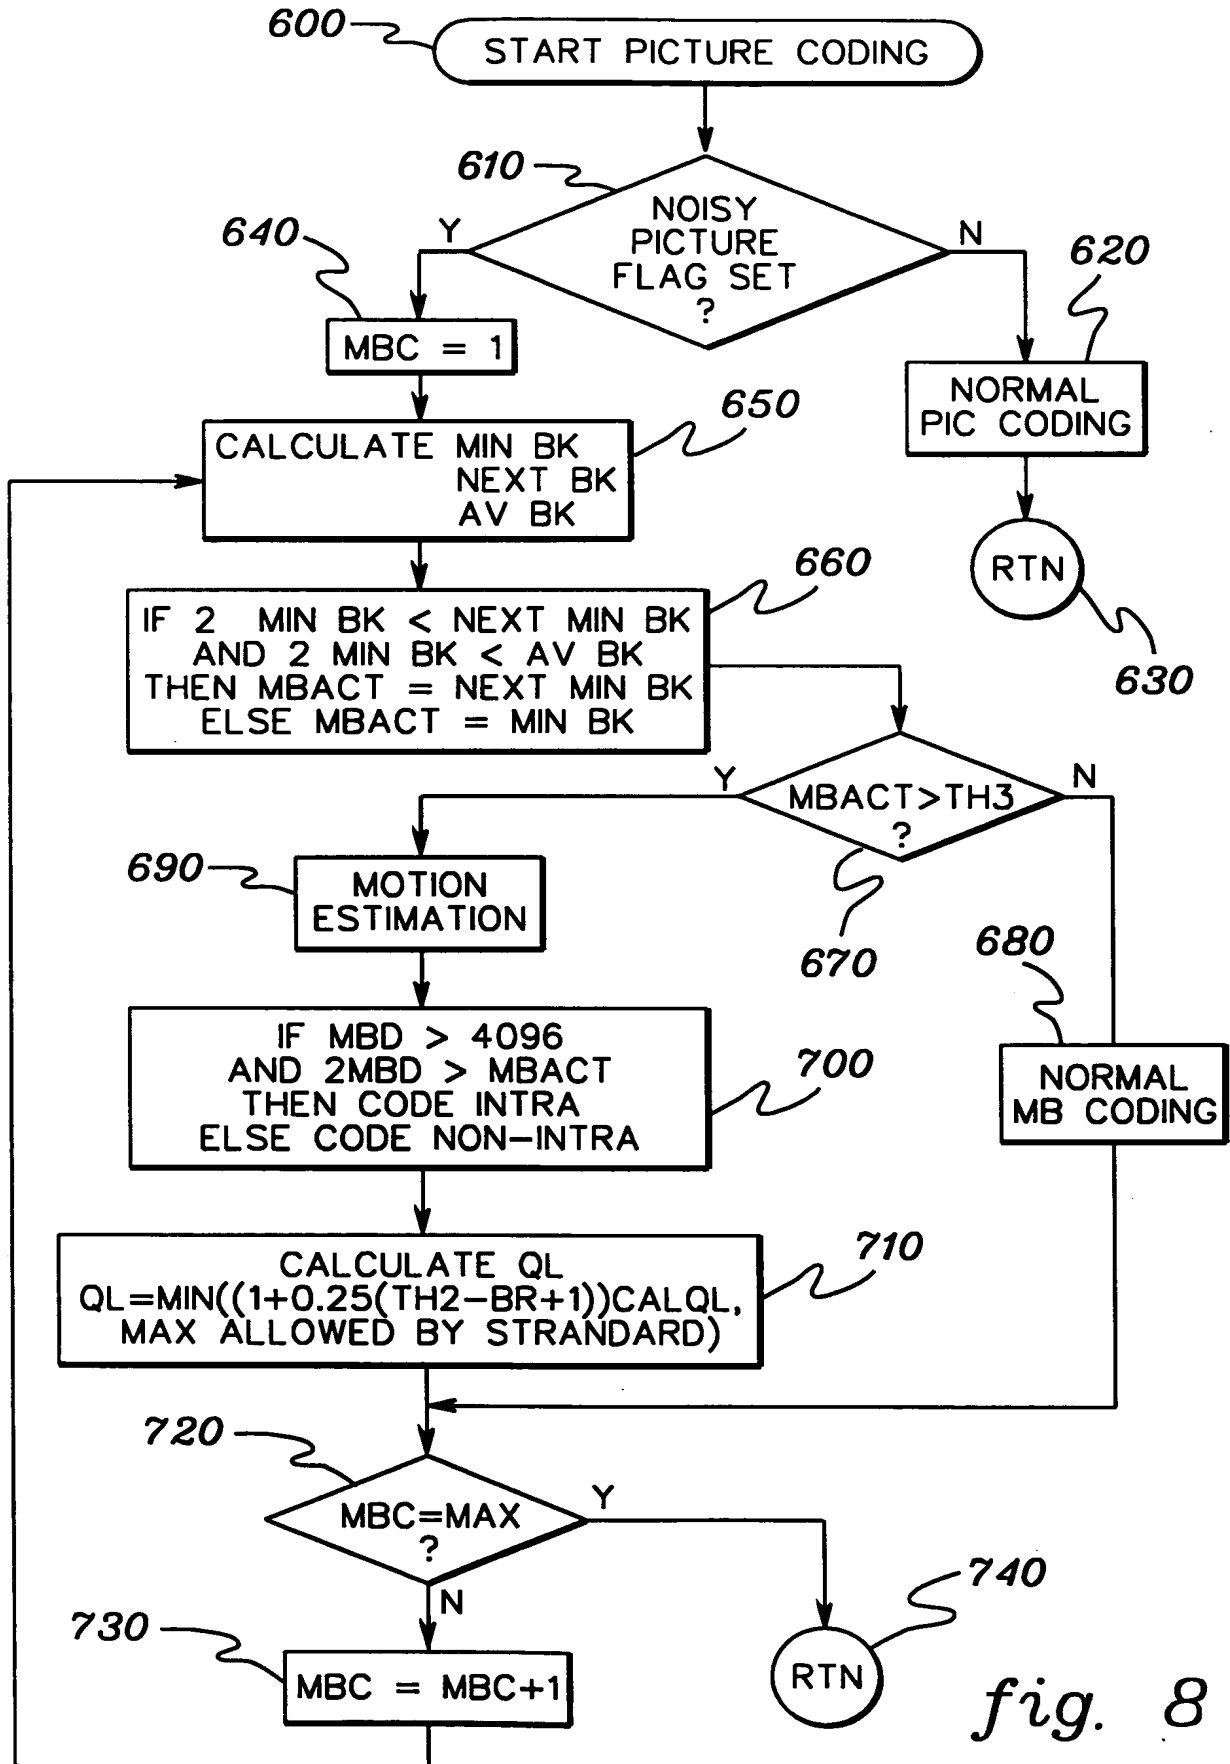 600
START PICTURE CODING
610
NOISY
PICTURE
FLAG SET
?
Y
N
640
MBC = 1
620
NORMAL
PIC CODING
650
CALCULATE MIN BK
NEXT BK
AV BK
RTN
630
660
IF 2 MIN BK < NEXT MIN BK
AND 2 MIN BK < AV BK
THEN MBACT = NEXT MIN BK
ELSE MBACT = MIN BK
Y
MBACT>TH3
?
N
670
690
MOTION
ESTIMATION
680
NORMAL
MB CODING
IF MBD > 4096
AND 2MBD > MBACT
THEN CODE INTRA
ELSE CODE NON-INTRA
700
CALCULATE QL
QL=MIN((1+0.25(TH2-BR+1))CALQL,
MAX ALLOWED BY STRANDARD)
710
720
MBC=MAX
?
Y
N
730
MBC = MBC+1
740
RTN
fig. 8